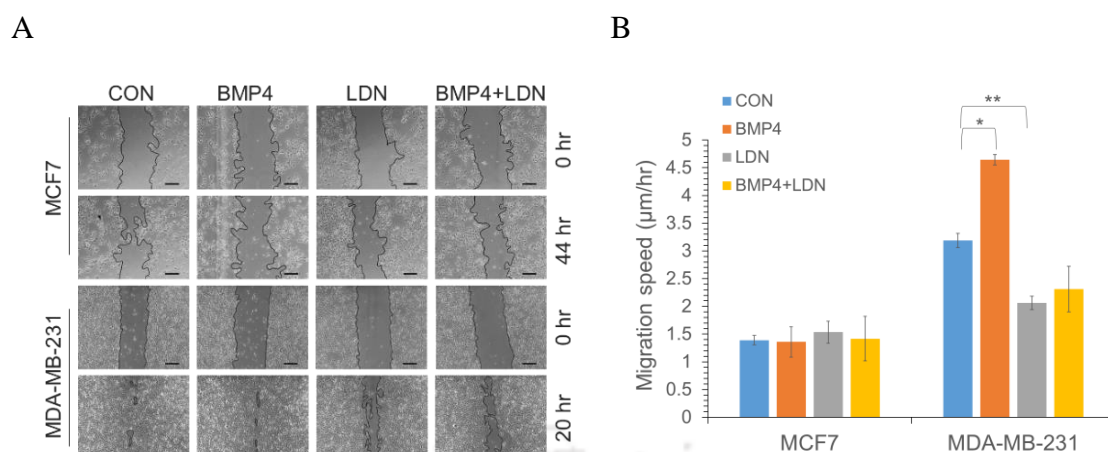 A
B
CON BMP4 LDN BMP4+LDN
MCF7
MDA-MB-231
0 hr
44 hr
0 hr
20 hr
CON
BMP4
LDN
BMP4+LDN
**
*
Migration speed (µm/hr)
5
4.5
4
3.5
3
2.5
2
1.5
1
0.5
0
MCF7 MDA-MB-231